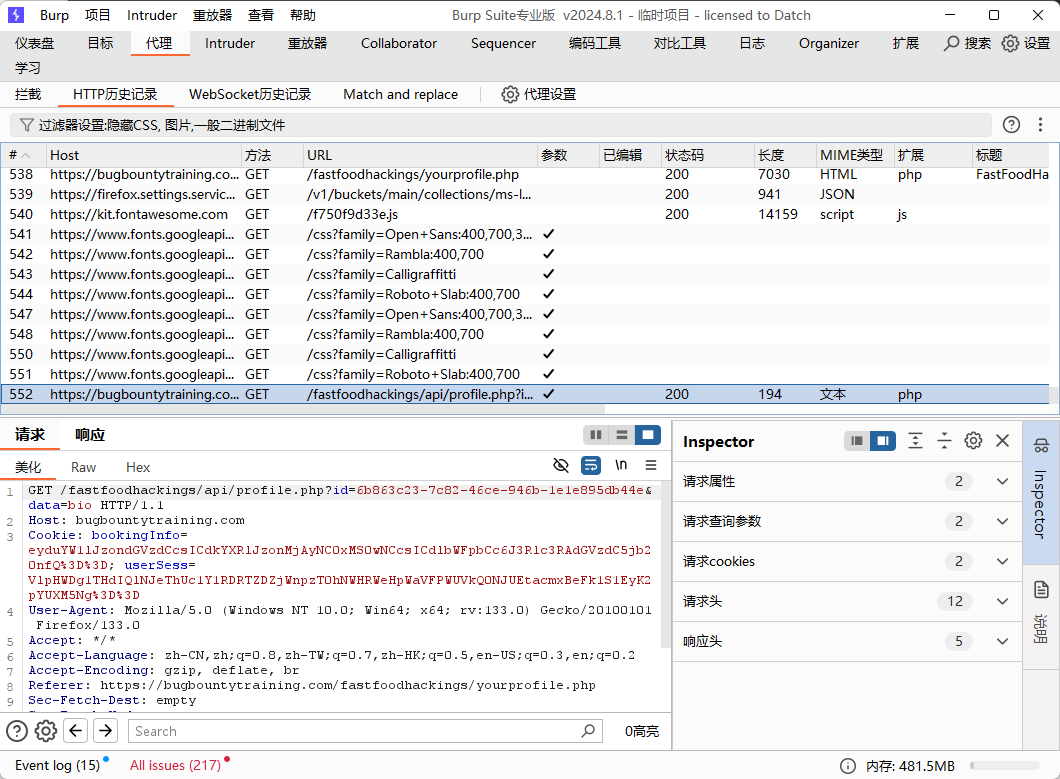 Burp 项目 Intruder 重放器 查看 帮助 Burp Suite专业版 v2024.8.1 - 临时项目 - licensed to Datch
仪表盘 目标 代理 Intruder 重放器 Collaborator Sequencer 编码工具 对比工具 日志 Organizer 扩展 搜索 设置
学习
拦截 HTTP历史记录 WebSocket历史记录 Match and replace 代理设置
过滤器设置:隐藏CSS, 图片,一般二进制文件
# Host 方法 URL 参数 已编辑 状态码 长度 MIME类型 扩展 标题
538 https://bugbountytraining.co... GET /fastfoodhackings/yourprofile.php 200 7030 HTML php FastFoodHa
539 https://firefox.settings.servic... GET /v1/buckets/main/collections/ms-l... 200 941 JSON
540 https://kit.fontawesome.com GET /f750f9d33e.js 200 14159 script js
541 https://www.fonts.googleapi... GET /css?family=Open+Sans:400,700,3... ✓
542 https://www.fonts.googleapi... GET /css?family=Rambla:400,700 ✓
543 https://www.fonts.googleapi... GET /css?family=Calligraffitti ✓
544 https://www.fonts.googleapi... GET /css?family=Roboto+Slab:400,700 ✓
547 https://www.fonts.googleapi... GET /css?family=Open+Sans:400,700,3... ✓
548 https://www.fonts.googleapi... GET /css?family=Rambla:400,700 ✓
550 https://www.fonts.googleapi... GET /css?family=Calligraffitti ✓
551 https://www.fonts.googleapi... GET /css?family=Roboto+Slab:400,700 ✓
552 https://bugbountytraining.co... GET /fastfoodhackings/api/profile.php?i... ✓ 200 194 文本 php
请求 响应
美化 Raw Hex \n
1 GET /fastfoodhackings/api/profile.php?id=6b863c23-7c82-46ce-946b-1e1e895db44e&
data=bio HTTP/1.1
2 Host: bugbountytraining.com
3 Cookie: bookingInfo=
0nfQ%3D%3D; userSess=
pYUXM5Ng%3D%3D
4 User-Agent: Mozilla/5.0 (Windows NT 10.0; Win64; x64; rv:133.0) Gecko/20100101
Firefox/133.0
5 Accept: */*
6 Accept-Language: zh-CN,zh;q=0.8,zh-TW;q=0.7,zh-HK;q=0.5,en-US;q=0.3,en;q=0.2
7 Accept-Encoding: gzip, deflate, br
8 Referer: https://bugbountytraining.com/fastfoodhackings/yourprofile.php
9 Sec-Fetch-Dest: empty
Search 0高亮
Inspector
请求属性 2
请求查询参数 2
请求cookies 2
请求头 12
响应头 5
Inspector
说明
Event log (15) All issues (217) 内存: 481.5MB